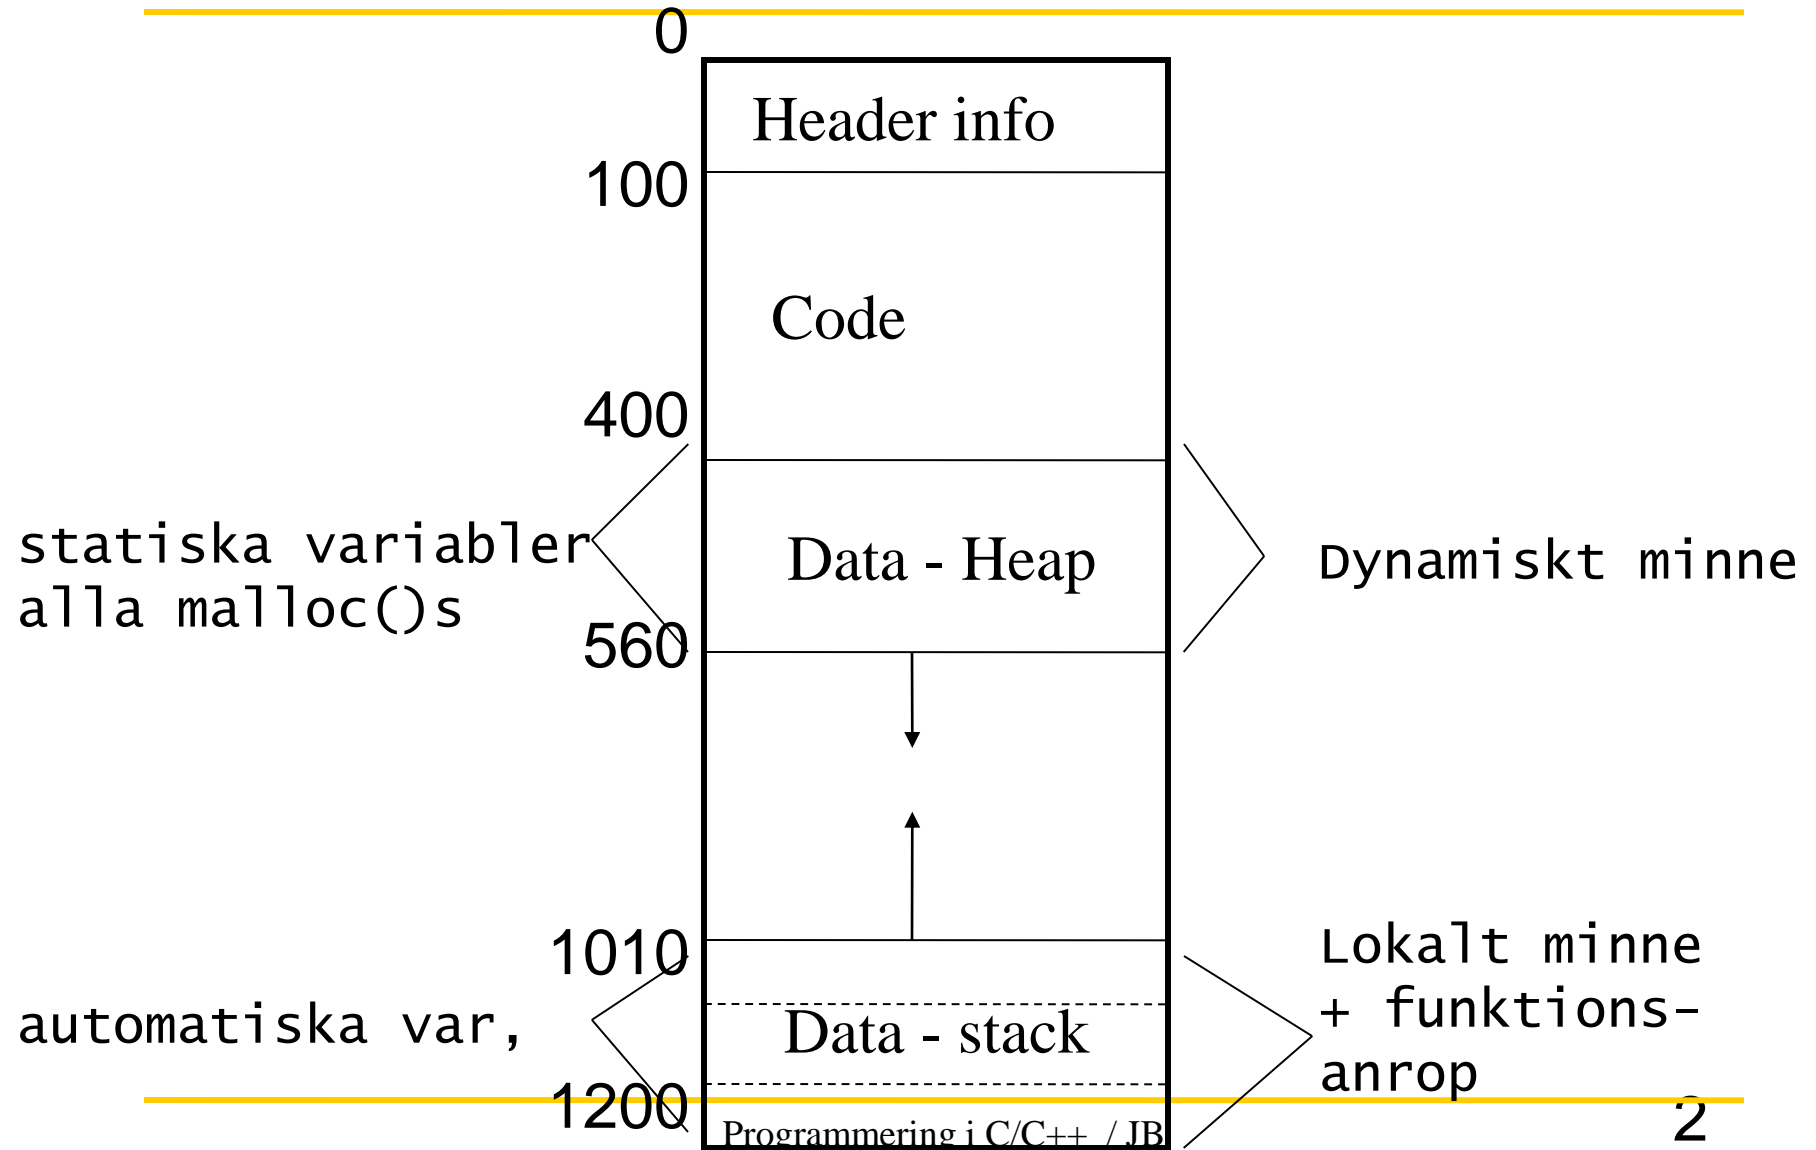 0
Header info
100
Code
400
statiska variabler
alla malloc()s
Data - Heap
Dynamiskt minne
560
1010
Lokalt minne
+ funktions-
anrop
automatiska var,
Data - stack
1200
Programmering i C/C++ / JB
2